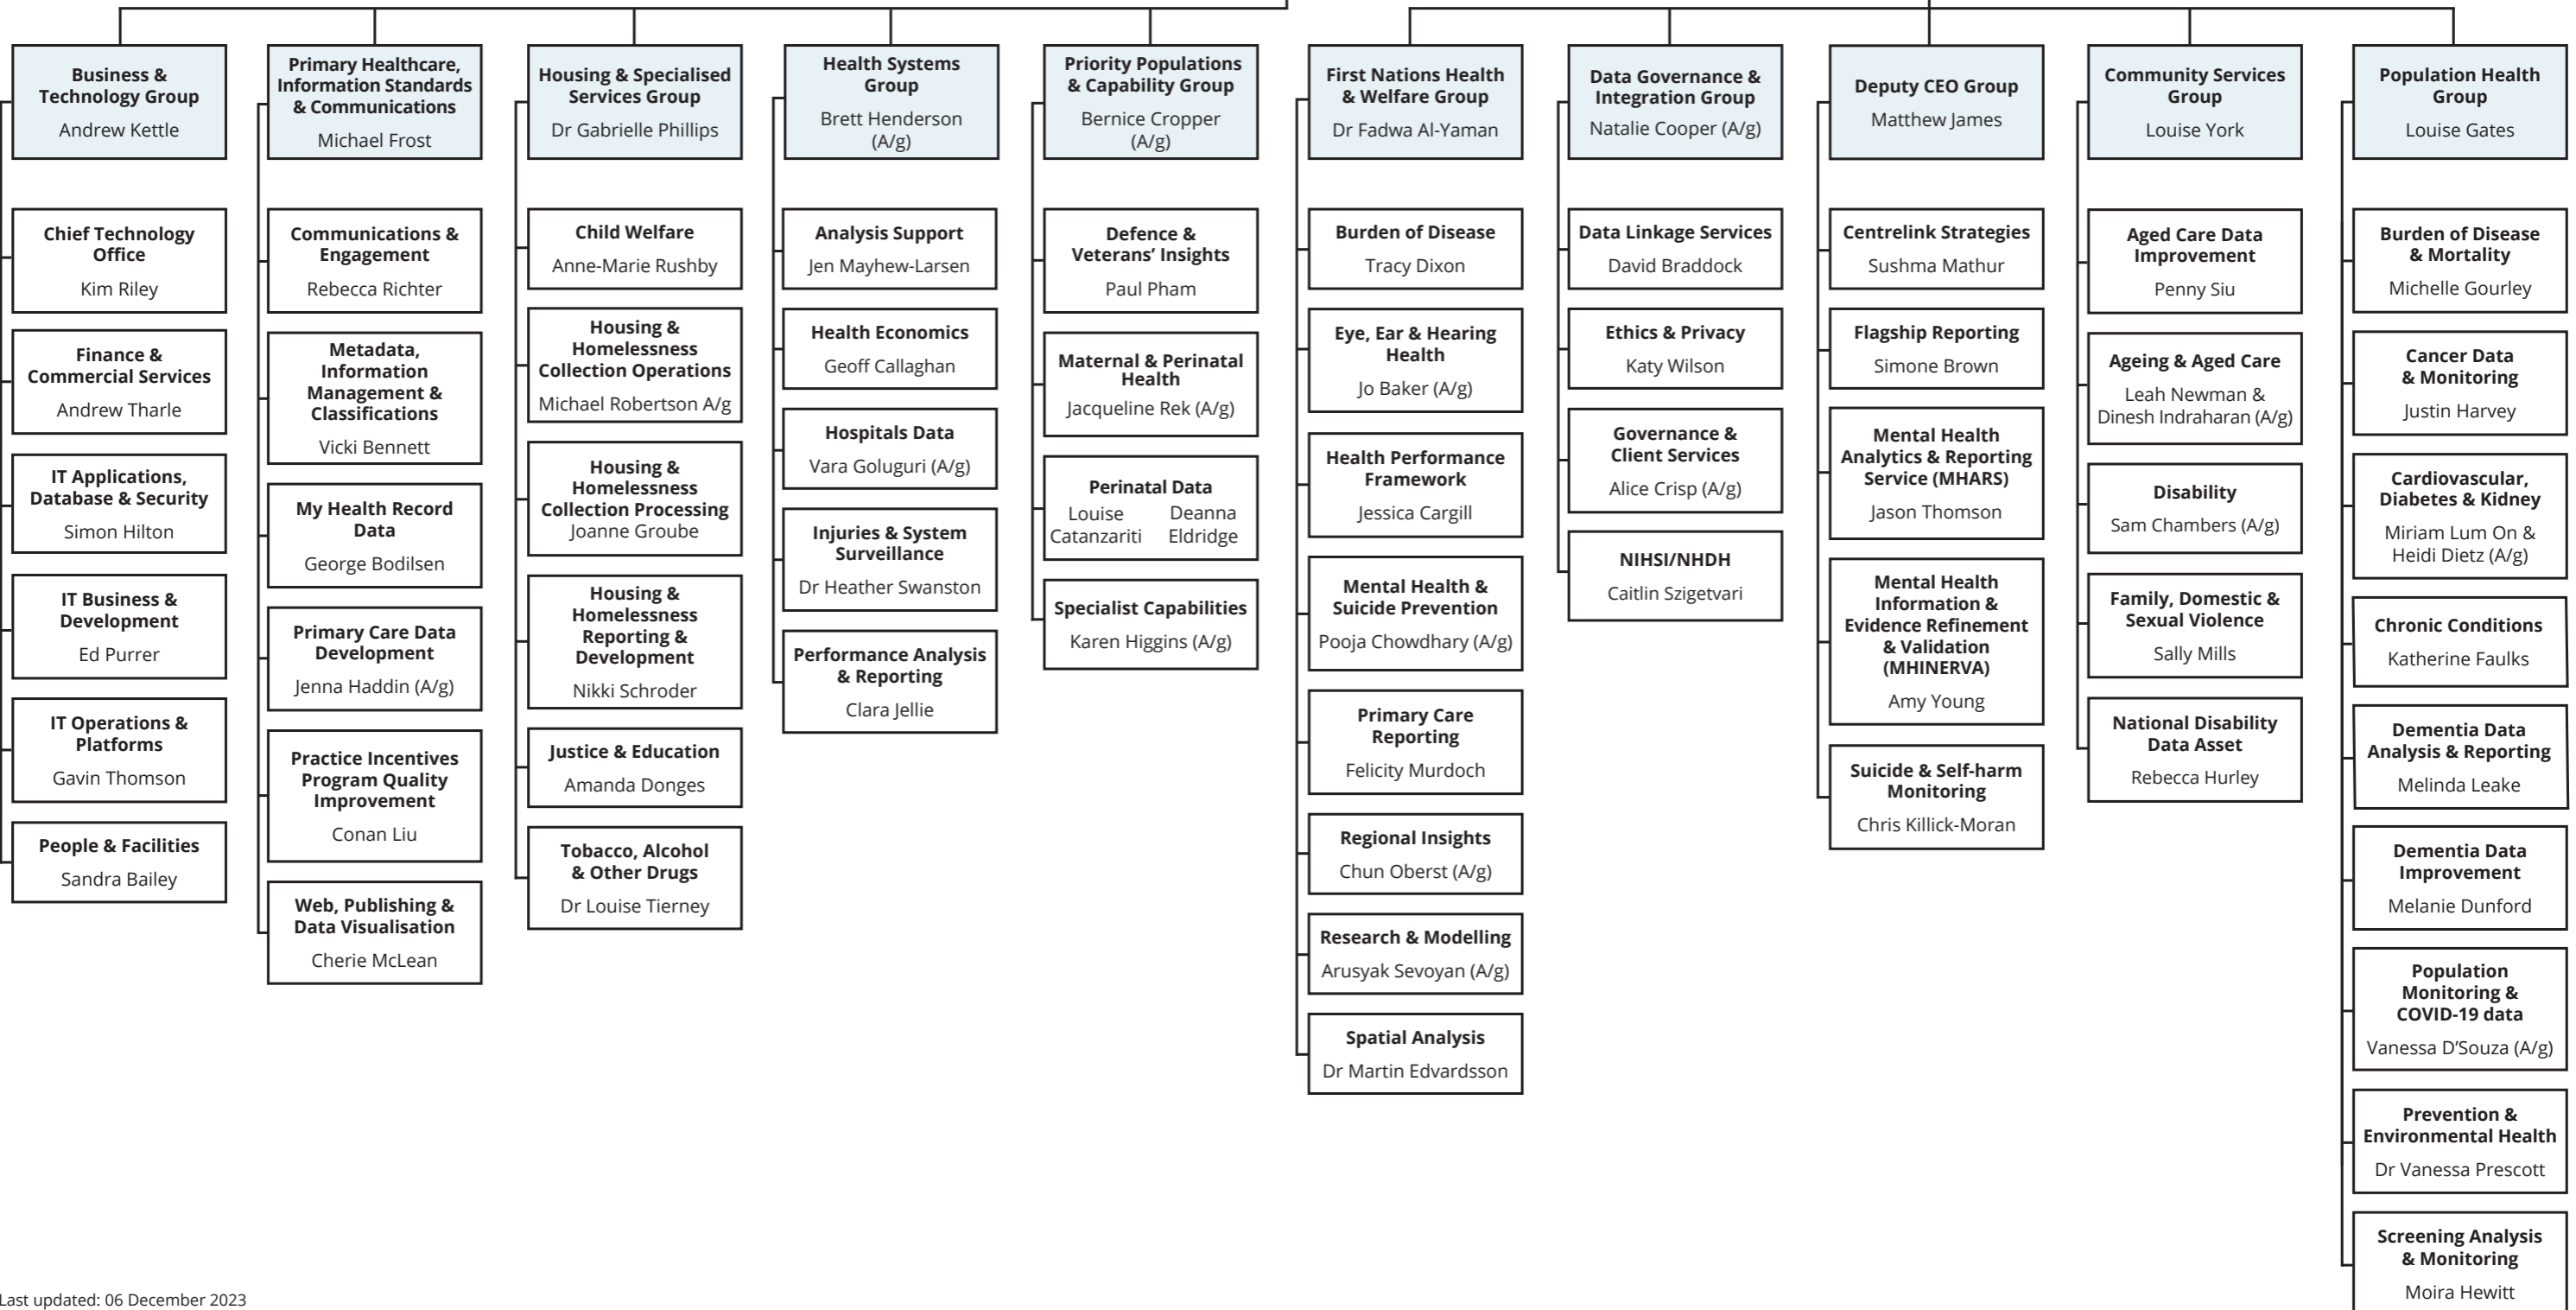 Business &
Technology Group
Andrew Kettle
Chief Technology
Office
Kim Riley
Finance &
Commercial Services
Andrew Tharle
IT Applications,
Database & Security
Simon Hilton
IT Business &
Development
Ed Purrer
IT Operations &
Platforms
Gavin Thomson
People & Facilities
Sandra Bailey
Primary Healthcare,
Information Standards
& Communications
Michael Frost
Communications &
Engagement
Rebecca Richter
Metadata,
Information
Management &
Classifications
Vicki Bennett
My Health Record
Data
George Bodilsen
Primary Care Data
Development
Jenna Haddin (A/g)
Practice Incentives
Program Quality
Improvement
Conan Liu
Web, Publishing &
Data Visualisation
Cherie McLean
Housing & Specialised
Services Group
Dr Gabrielle Phillips
Child Welfare
Anne-Marie Rushby
Housing &
Homelessness
Collection Operations
Michael Robertson A/g
Housing &
Homelessness
Collection Processing
Joanne Groube
Housing &
Homelessness
Reporting &
Development
Nikki Schroder
Justice & Education
Amanda Donges
Tobacco, Alcohol
& Other Drugs
Dr Louise Tierney
Health Systems
Group
Brett Henderson
(A/g)
Analysis Support
Jen Mayhew-Larsen
Health Economics
Geoff Callaghan
Hospitals Data
Vara Goluguri (A/g)
Injuries & System
Surveillance
Dr Heather Swanston
Performance Analysis
& Reporting
Clara Jellie
Priority Populations
& Capability Group
Bernice Cropper
(A/g)
Defence &
Veterans’ Insights
Paul Pham
Maternal & Perinatal
Health
Jacqueline Rek (A/g)
Perinatal Data
Louise Deanna
Catanzariti Eldridge
Specialist Capabilities
Karen Higgins (A/g)
First Nations Health
& Welfare Group
Dr Fadwa Al-Yaman
Burden of Disease
Tracy Dixon
Eye, Ear & Hearing
Health
Jo Baker (A/g)
Health Performance
Framework
Jessica Cargill
Mental Health &
Suicide Prevention
Pooja Chowdhary (A/g)
Primary Care
Reporting
Felicity Murdoch
Regional Insights
Chun Oberst (A/g)
Research & Modelling
Arusyak Sevoyan (A/g)
Spatial Analysis
Dr Martin Edvardsson
Data Governance &
Integration Group
Natalie Cooper (A/g)
Data Linkage Services
David Braddock
Ethics & Privacy
Katy Wilson
Governance &
Client Services
Alice Crisp (A/g)
NIHSI/NHDH
Caitlin Szigetvari
Deputy CEO Group
Matthew James
Centrelink Strategies
Sushma Mathur
Flagship Reporting
Simone Brown
Mental Health
Analytics & Reporting
Service (MHARS)
Jason Thomson
Mental Health
Information &
Evidence Refinement
& Validation
(MHINERVA)
Amy Young
Suicide & Self-harm
Monitoring
Chris Killick-Moran
Community Services
Group
Louise York
Aged Care Data
Improvement
Penny Siu
Ageing & Aged Care
Leah Newman &
Dinesh Indraharan (A/g)
Disability
Sam Chambers (A/g)
Family, Domestic &
Sexual Violence
Sally Mills
National Disability
Data Asset
Rebecca Hurley
Population Health
Group
Louise Gates
Burden of Disease
& Mortality
Michelle Gourley
Cancer Data
& Monitoring
Justin Harvey
Cardiovascular,
Diabetes & Kidney
Miriam Lum On &
Heidi Dietz (A/g)
Chronic Conditions
Katherine Faulks
Dementia Data
Analysis & Reporting
Melinda Leake
Dementia Data
Improvement
Melanie Dunford
Population
Monitoring &
COVID-19 data
Vanessa D’Souza (A/g)
Prevention &
Environmental Health
Dr Vanessa Prescott
Screening Analysis
& Monitoring
Moira Hewitt
Last updated: 06 December 2023